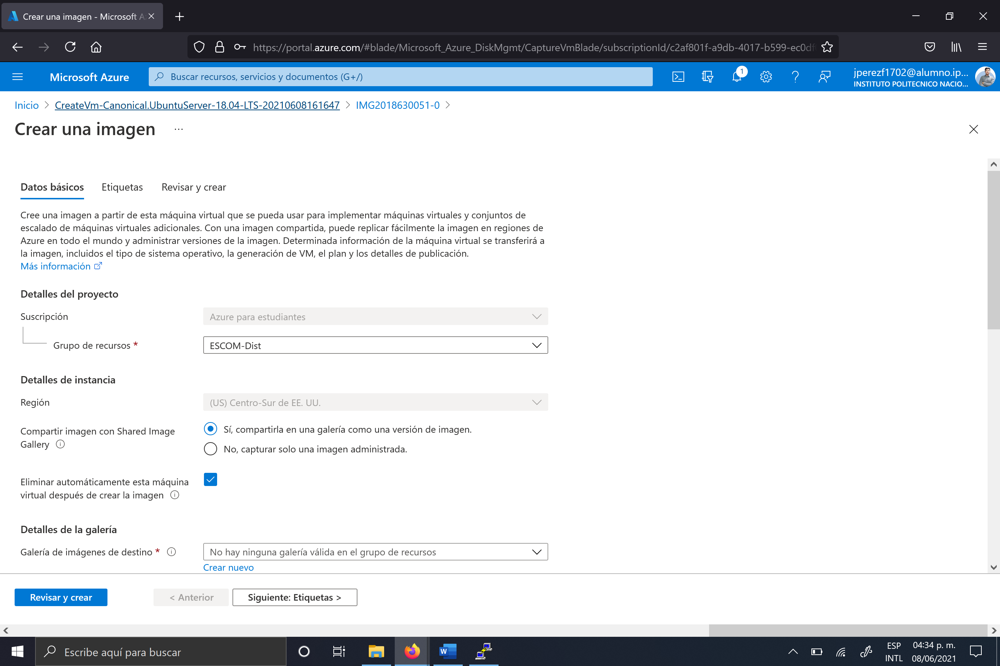 Crear una imagen - Microsoft A
https://portal.azure.com/#blade/Microsoft_Azure_DiskMgmt/CaptureVmBlade/subscriptionId/c2af801f-a9db-4017-b599-ec0df
Microsoft Azure
Buscar recursos, servicios y documentos (G+/)
1
jperezf1702@alumno.ip...
INSTITUTO POLITECNICO NACIO...
Inicio > CreateVm-Canonical.UbuntuServer-18.04-LTS-20210608161647 > IMG2018630051-0 >
Crear una imagen ...
Datos básicos Etiquetas Revisar y crear
Cree una imagen a partir de esta máquina virtual que se pueda usar para implementar máquinas virtuales y conjuntos de
escalado de máquinas virtuales adicionales. Con una imagen compartida, puede replicar fácilmente la imagen en regiones de
Azure en todo el mundo y administrar versiones de la imagen. Determinada información de la máquina virtual se transferirá a
la imagen, incluidos el tipo de sistema operativo, la generación de VM, el plan y los detalles de publicación.
Más información
Detalles del proyecto
Suscripción
Azure para estudiantes
Grupo de recursos *
ESCOM-Dist
Detalles de instancia
Región
(US) Centro-Sur de EE. UU.
Compartir imagen con Shared Image
Gallery
Sí, compartirla en una galería como una versión de imagen.
No, capturar solo una imagen administrada.
Eliminar automáticamente esta máquina
virtual después de crear la imagen
Detalles de la galería
Galería de imágenes de destino *
No hay ninguna galería válida en el grupo de recursos
Crear nuevo
Revisar y crear
< Anterior
Siguiente: Etiquetas >
Escribe aquí para buscar
W
ESP
INTL
04:34 p. m.
08/06/2021